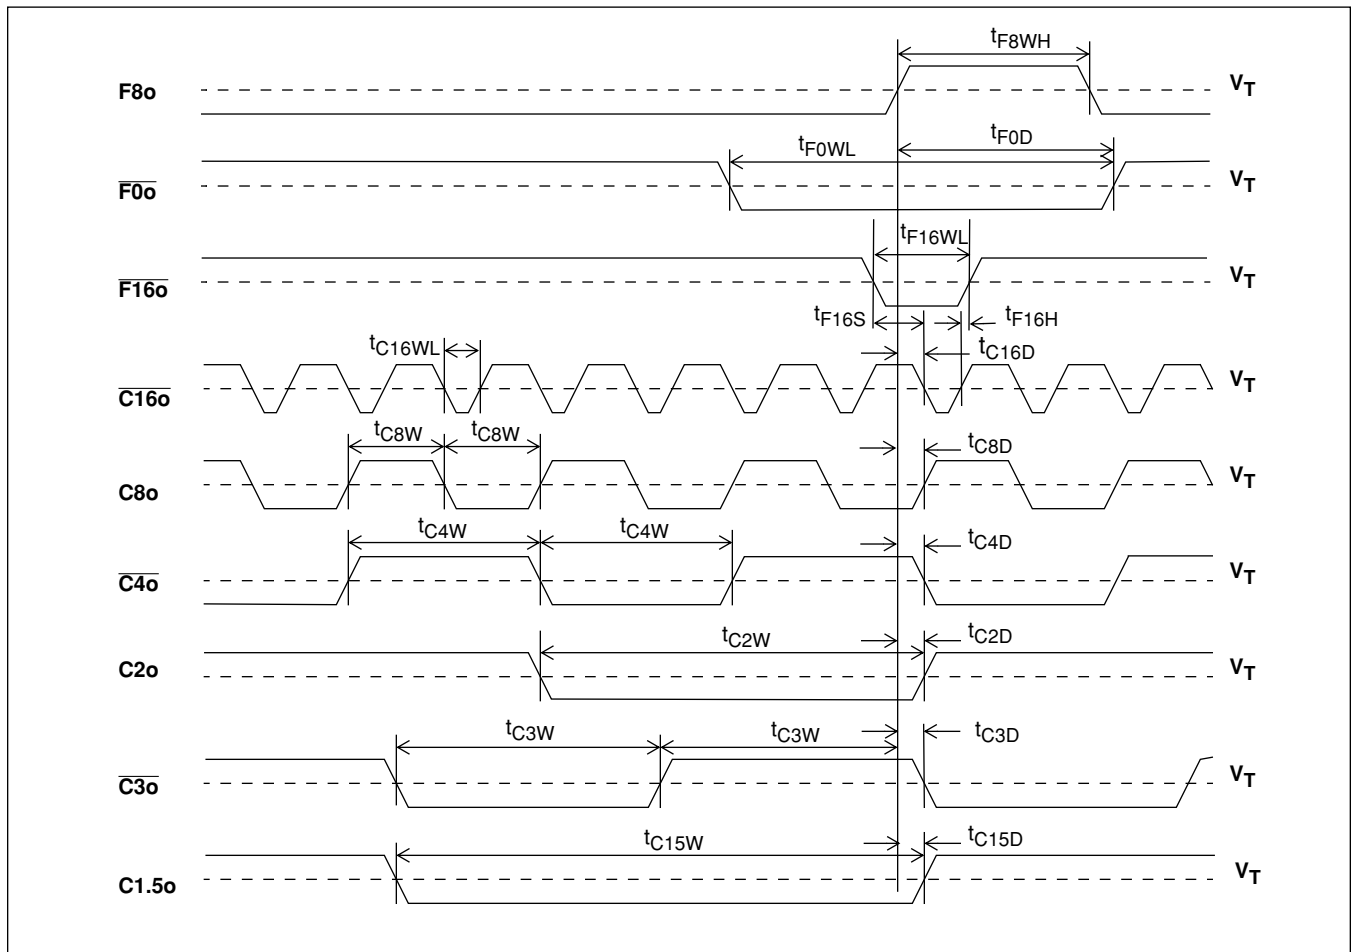 tF8WH
F8o VT
tF0WL tF0D
F0o VT
tF16WL
F16o VT
tF16S tF16H
tC16WL tC16D
C16o VT
tC8W tC8W tC8D
C8o VT
tC4W tC4W tC4D
C4o VT
tC2W tC2D
C2o VT
tC3W tC3W tC3D
C3o VT
tC15W tC15D
C1.5o VT